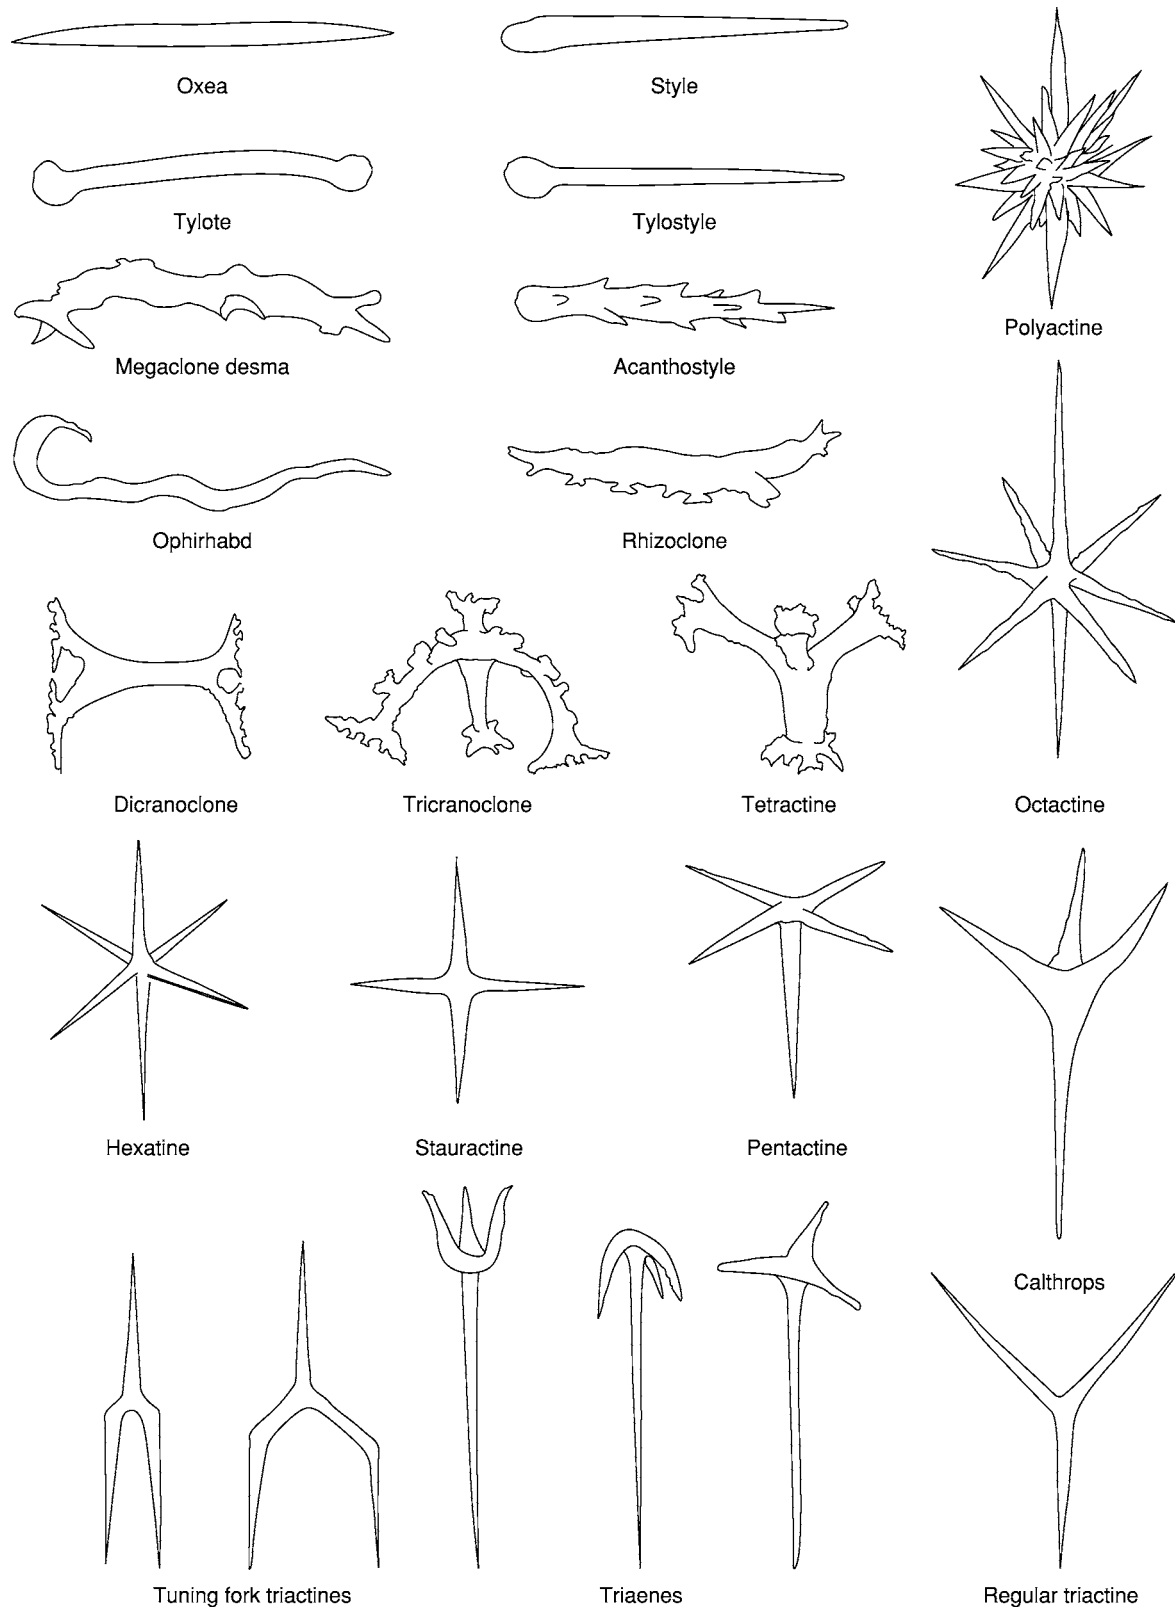 Oxea
Style
Tylote
Tylostyle
Polyactine
Megaclone desma
Acanthostyle
Ophirhabd
Rhizoclone
Dicranoclone
Tricranoclone
Tetractine
Octactine
Hexatine
Stauractine
Pentactine
Calthrops
Tuning fork triactines
Triaenes
Regular triactine